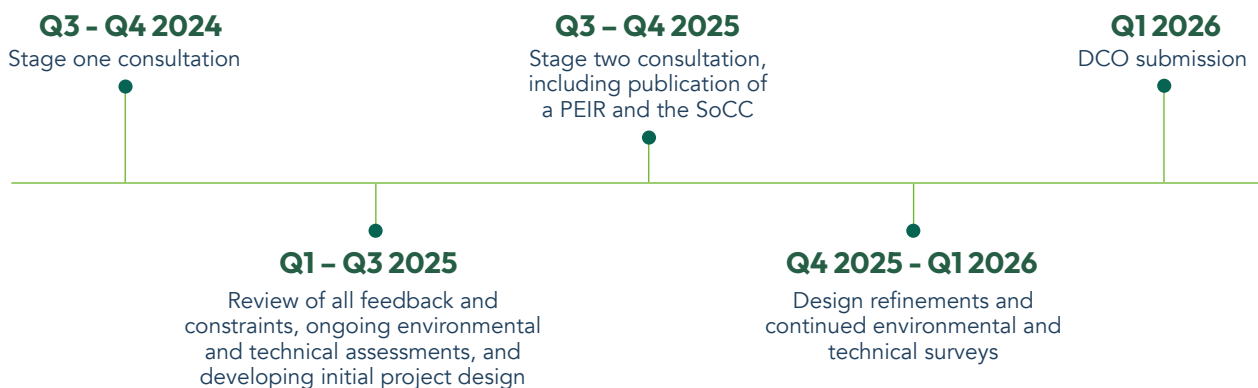 Q3 - Q4 2024
Stage one consultation
Q1 – Q3 2025
Review of all feedback and
constraints, ongoing environmental
and technical assessments, and
developing initial project design
Q3 – Q4 2025
Stage two consultation,
including publication of
a PEIR and the SoCC
Q4 2025 - Q1 2026
Design refinements and
continued environmental and
technical surveys
Q1 2026
DCO submission